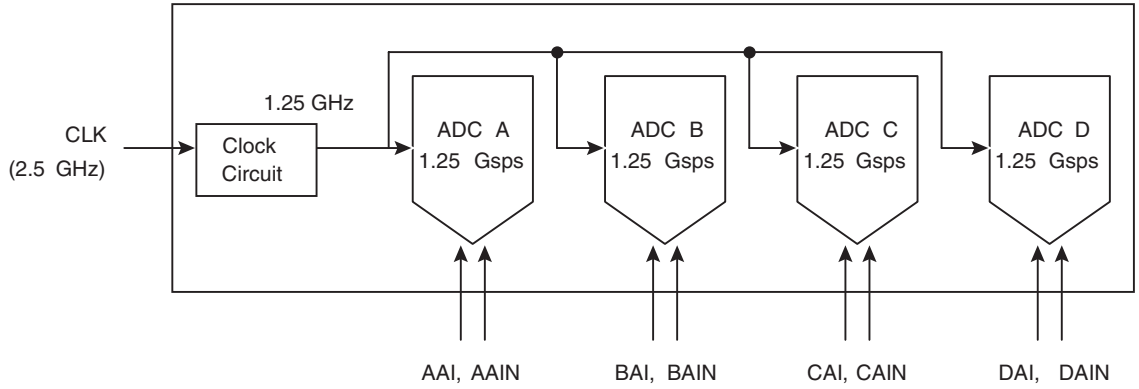 1.25 GHz
CLK
(2.5 GHz)
Clock
Circuit
ADC A
1.25 Gsps
ADC B
1.25 Gsps
ADC C
1.25 Gsps
ADC D
1.25 Gsps
AAI, AAIN
BAI, BAIN
CAI, CAIN
DAI, DAIN